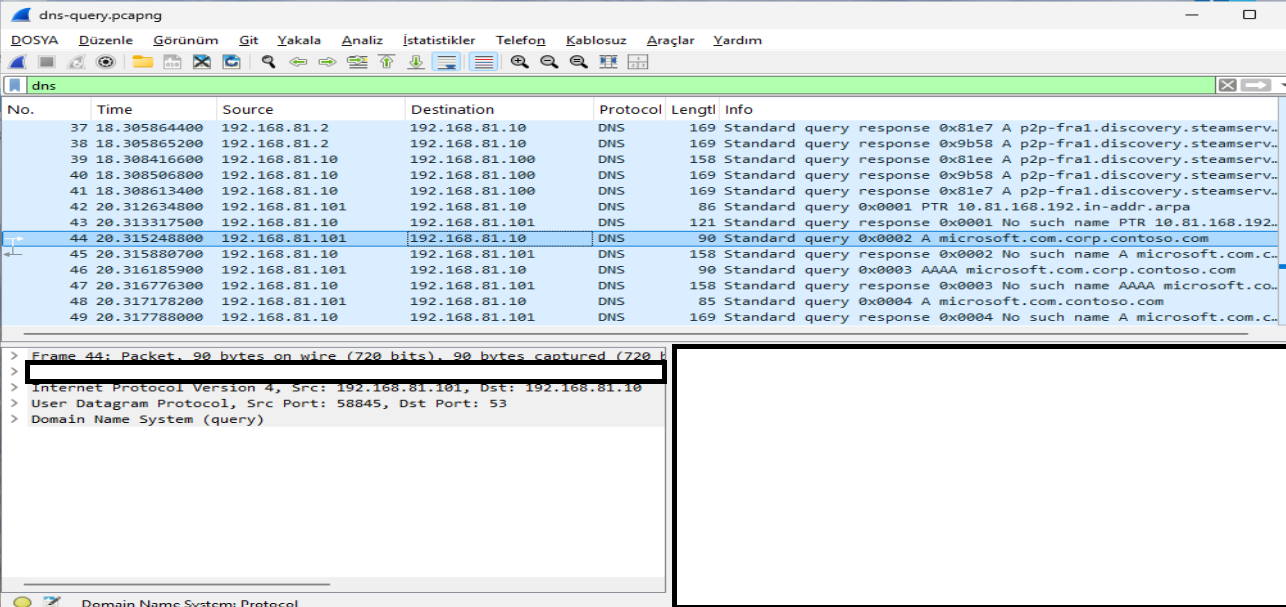 dns-query.pcapng
DOSYA Düzenle Görünüm Git Yakala Analiz İstatistikler Telefon Kablosuz Araçlar Yardım
dns
No. Time Source Destination Protocol Lengtl Info
37 18.305864400 192.168.81.2 192.168.81.10 DNS 169 Standard query response 0x81e7 A p2p-fra1.discovery.steamserv…
38 18.305865200 192.168.81.2 192.168.81.10 DNS 169 Standard query response 0x9b58 A p2p-fra1.discovery.steamserv…
39 18.308416600 192.168.81.10 192.168.81.100 DNS 158 Standard query response 0x81ee A p2p-fra1.discovery.steamserv…
40 18.308506800 192.168.81.10 192.168.81.100 DNS 169 Standard query response 0x9b58 A p2p-fra1.discovery.steamserv…
41 18.308613400 192.168.81.10 192.168.81.100 DNS 169 Standard query response 0x81e7 A p2p-fra1.discovery.steamserv…
42 20.312634800 192.168.81.101 192.168.81.10 DNS 86 Standard query 0x0001 PTR 10.81.168.192.in-addr.arpa
43 20.313317500 192.168.81.10 192.168.81.101 DNS 121 Standard query response 0x0001 No such name PTR 10.81.168.192…
44 20.315248800 192.168.81.101 192.168.81.10 DNS 90 Standard query 0x0002 A microsoft.com.corp.contoso.com
45 20.315880700 192.168.81.10 192.168.81.101 DNS 158 Standard query response 0x0002 No such name A microsoft.com.c…
46 20.316185900 192.168.81.101 192.168.81.10 DNS 90 Standard query 0x0003 AAAA microsoft.com.corp.contoso.com
47 20.316776300 192.168.81.10 192.168.81.101 DNS 158 Standard query response 0x0003 No such name AAAA microsoft.co…
48 20.317178200 192.168.81.101 192.168.81.10 DNS 85 Standard query 0x0004 A microsoft.com.contoso.com
49 20.317788000 192.168.81.10 192.168.81.101 DNS 169 Standard query response 0x0004 No such name A microsoft.com.c…
Frame 44: Packet, 90 bytes on wire (720 bits), 90 bytes captured (720 b
Internet Protocol Version 4, Src: 192.168.81.101, Dst: 192.168.81.10
User Datagram Protocol, Src Port: 58845, Dst Port: 53
Domain Name System (query)
Domain Name System: Protocol